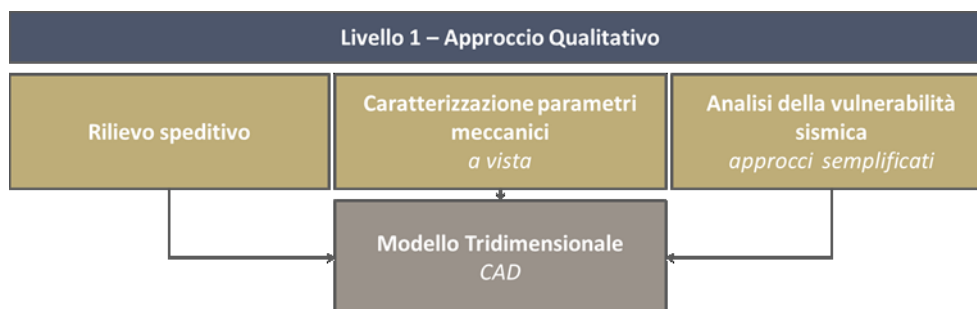 Livello 1 – Approccio Qualitativo
Rilievo speditivo
Caratterizzazione parametri
meccanici
a vista
Analisi della vulnerabilità
sismica
approcci semplificati
Modello Tridimensionale
CAD